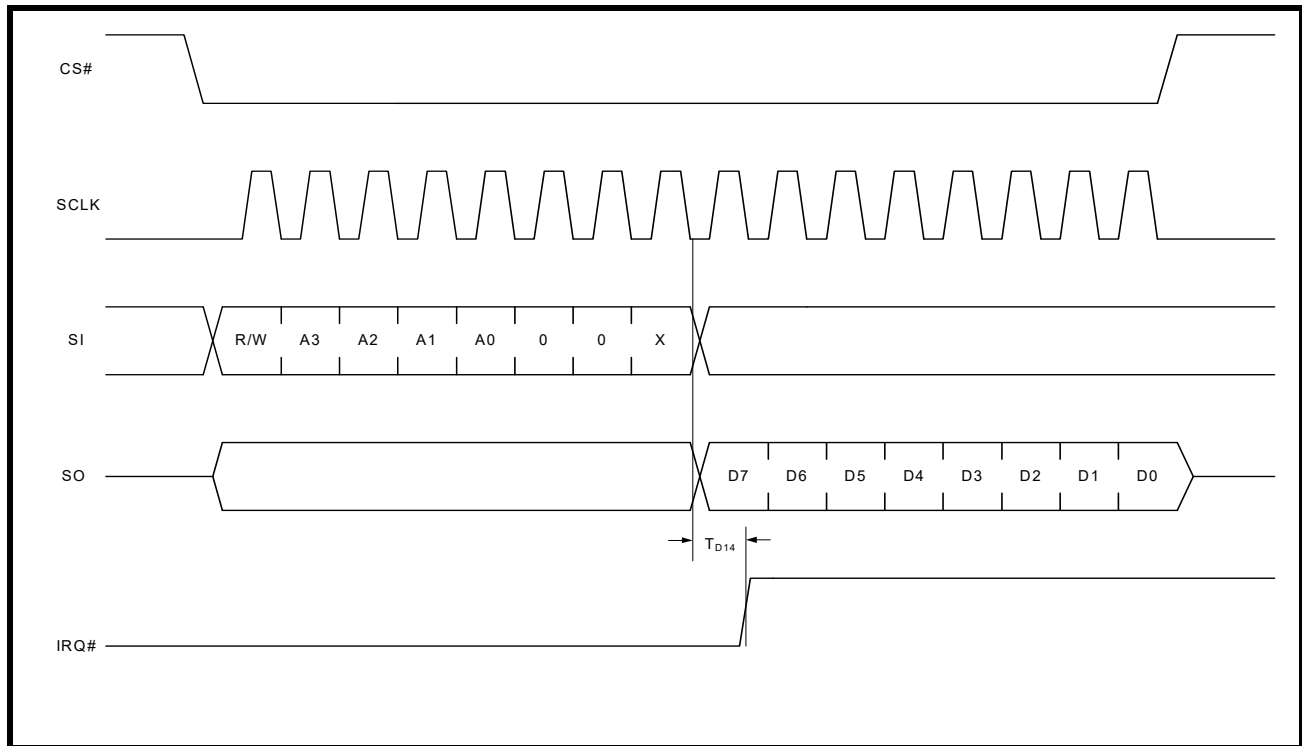 CS#
SCLK
SI R/W A3 A2 A1 A0 0 0 X
SO D7 D6 D5 D4 D3 D2 D1 D0
TD14
IRQ#